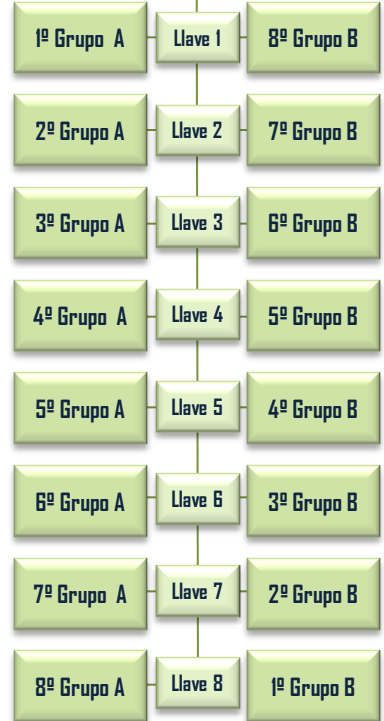 1º Grupo A Llave 1 8º Grupo B
2º Grupo A Llave 2 7º Grupo B
3º Grupo A Llave 3 6º Grupo B
4º Grupo A Llave 4 5º Grupo B
5º Grupo A Llave 5 4º Grupo B
6º Grupo A Llave 6 3º Grupo B
7º Grupo A Llave 7 2º Grupo B
8º Grupo A Llave 8 1º Grupo B